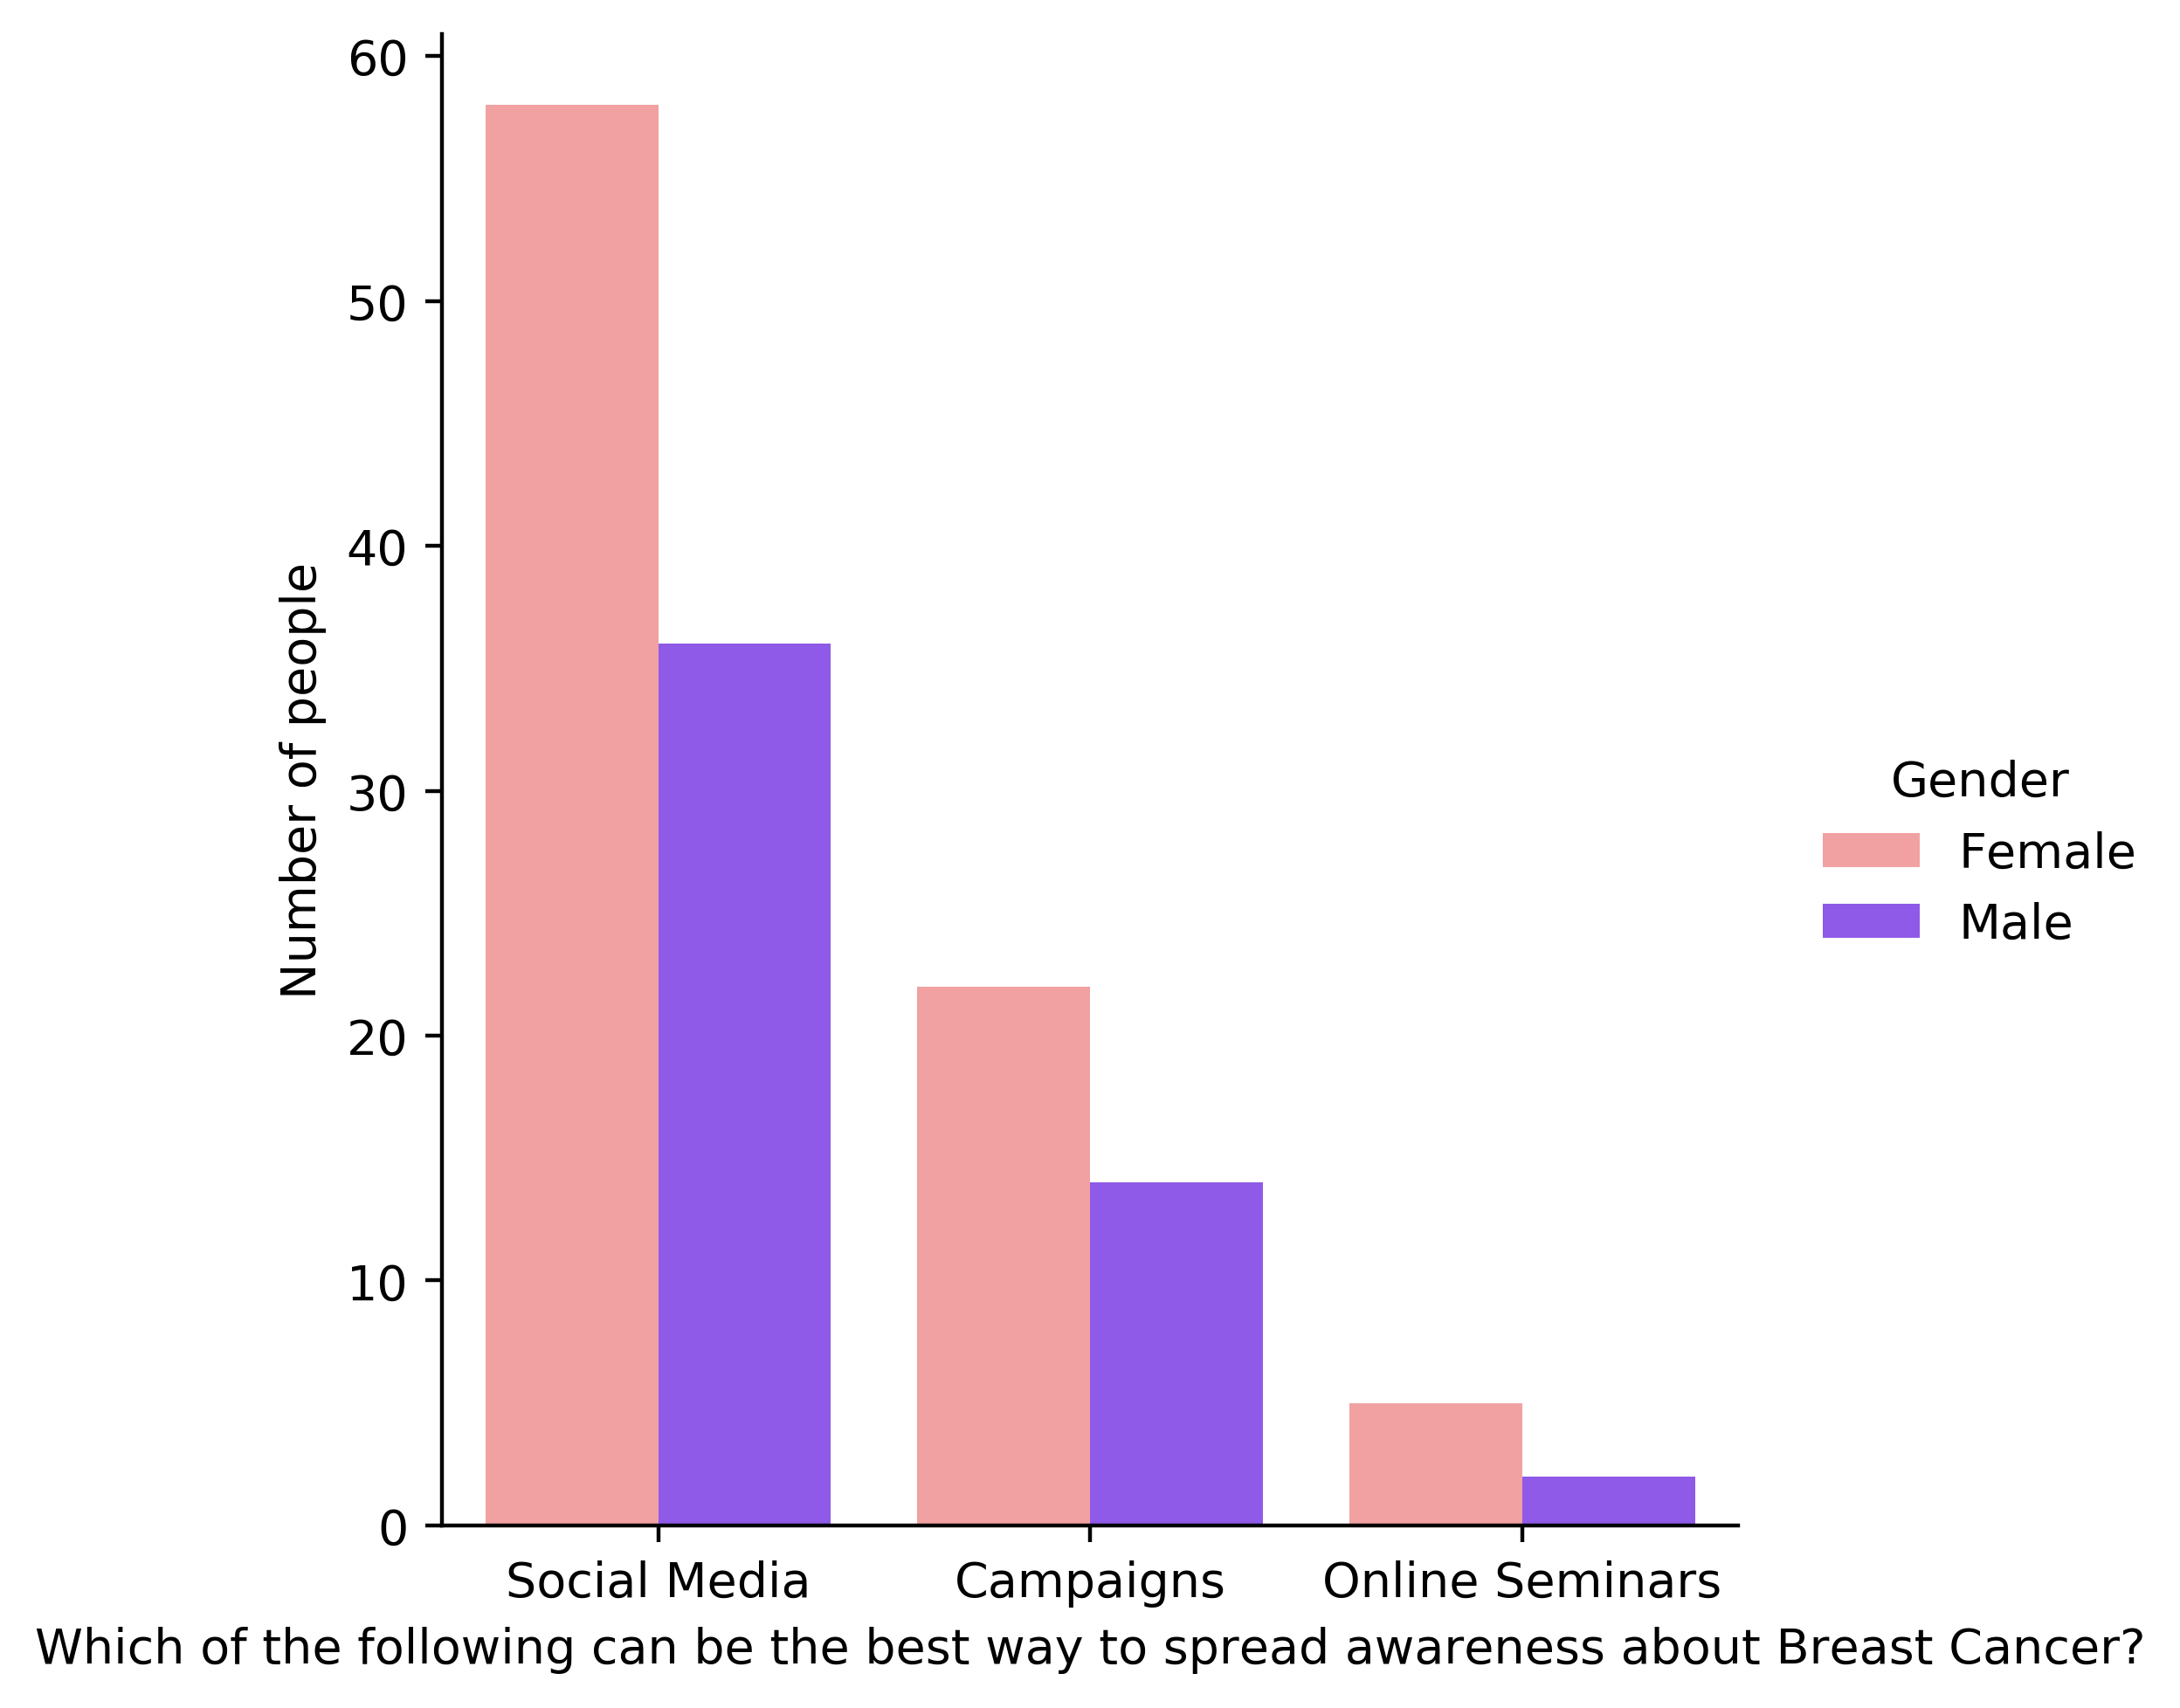 60
50
40
30
20
10
0
Number of people
Social Media
Campaigns
Online Seminars
Which of the following can be the best way to spread awareness about Breast Cancer?
Gender
Female
Male